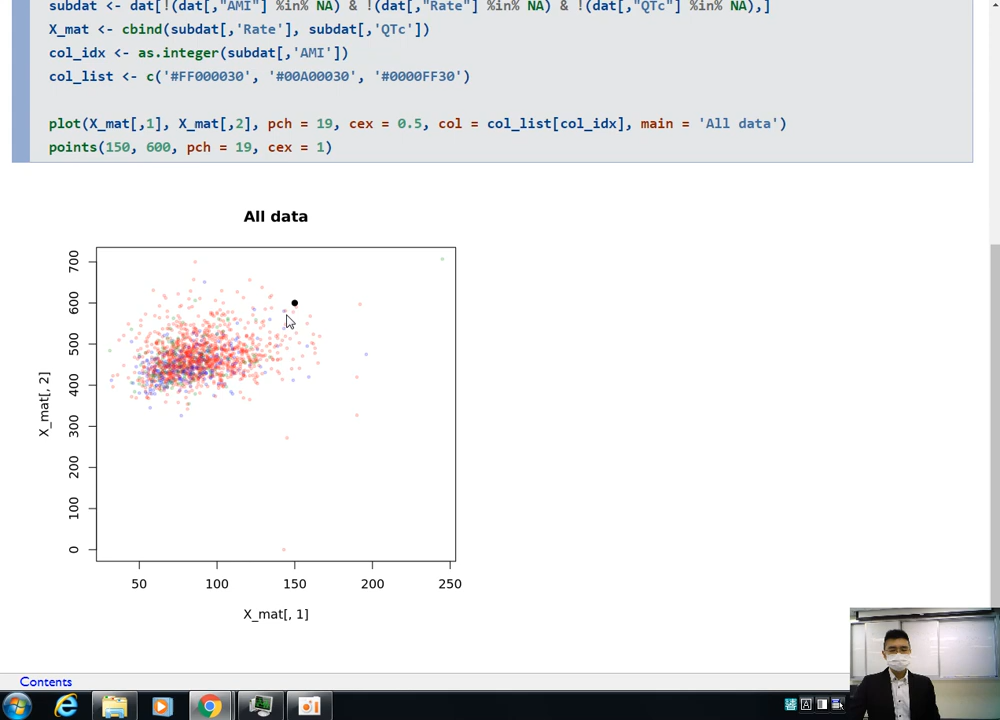 subdat <- dat[!(dat[,"AMI"] %in% NA) & !(dat[,"Rate"] %in% NA) & !(dat[,"QTc"] %in% NA),]
X_mat <- cbind(subdat[,'Rate'], subdat[,'QTc'])
col_idx <- as.integer(subdat[,'AMI'])
col_list <- c('#FF000030', '#00A00030', '#0000FF30')
plot(X_mat[,1], X_mat[,2], pch = 19, cex = 0.5, col = col_list[col_idx], main = 'All data')
points(150, 600, pch = 19, cex = 1)
All data
700
600
500
400
300
200
100
0
X_mat[, 2]
50 100 150 200 250
X_mat[, 1]
Contents
A